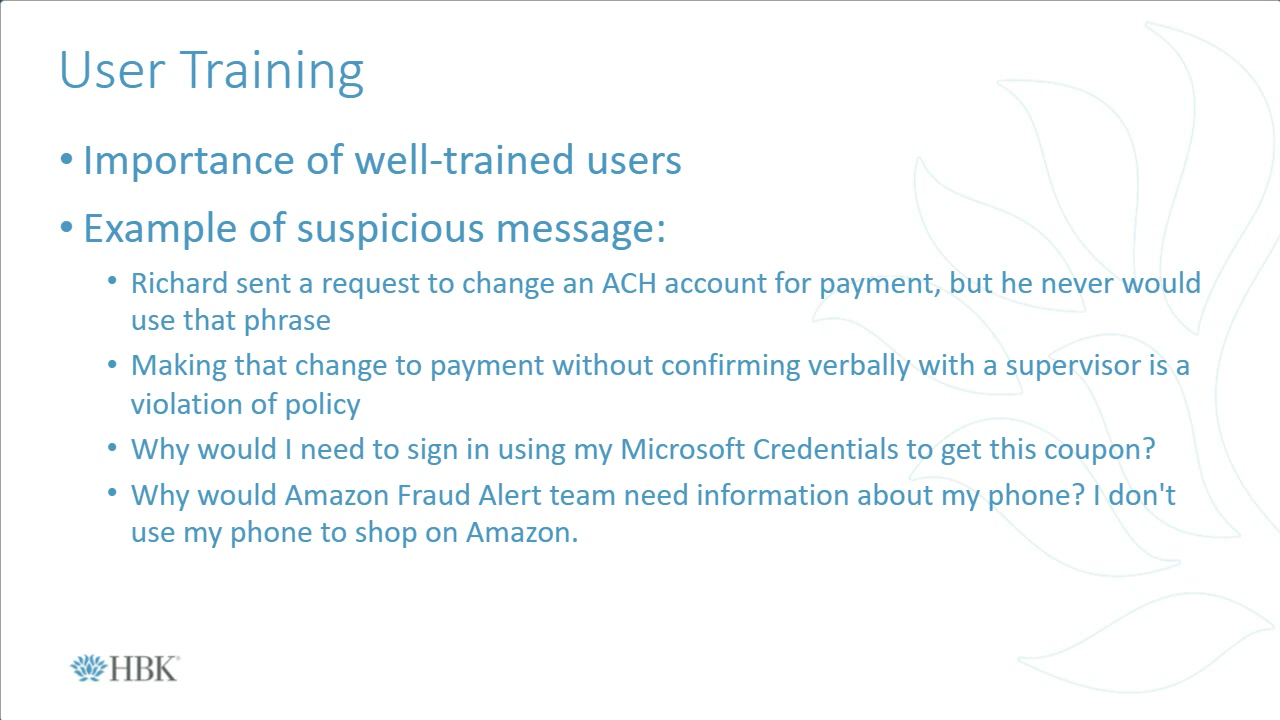 User Training
• Importance of well-trained users
• Example of suspicious message:
• Richard sent a request to change an ACH account for payment, but he never would
use that phrase
• Making that change to payment without confirming verbally with a supervisor is a
violation of policy
• Why would I need to sign in using my Microsoft Credentials to get this coupon?
• Why would Amazon Fraud Alert team need information about my phone? I don't
use my phone to shop on Amazon.
HBK